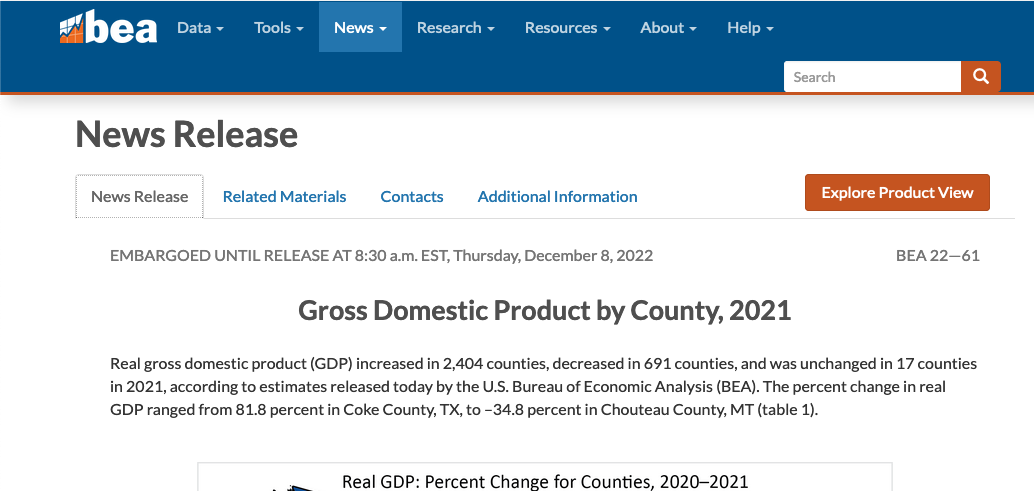 bea
Data
Tools
News
Research
Resources
About
Help
Search
News Release
News Release
Related Materials
Contacts
Additional Information
Explore Product View
EMBARGOED UNTIL RELEASE AT 8:30 a.m. EST, Thursday, December 8, 2022
BEA 22—61
Gross Domestic Product by County, 2021
Real gross domestic product (GDP) increased in 2,404 counties, decreased in 691 counties, and was unchanged in 17 counties
in 2021, according to estimates released today by the U.S. Bureau of Economic Analysis (BEA). The percent change in real
GDP ranged from 81.8 percent in Coke County, TX, to –34.8 percent in Chouteau County, MT (table 1).
Real GDP: Percent Change for Counties, 2020–2021